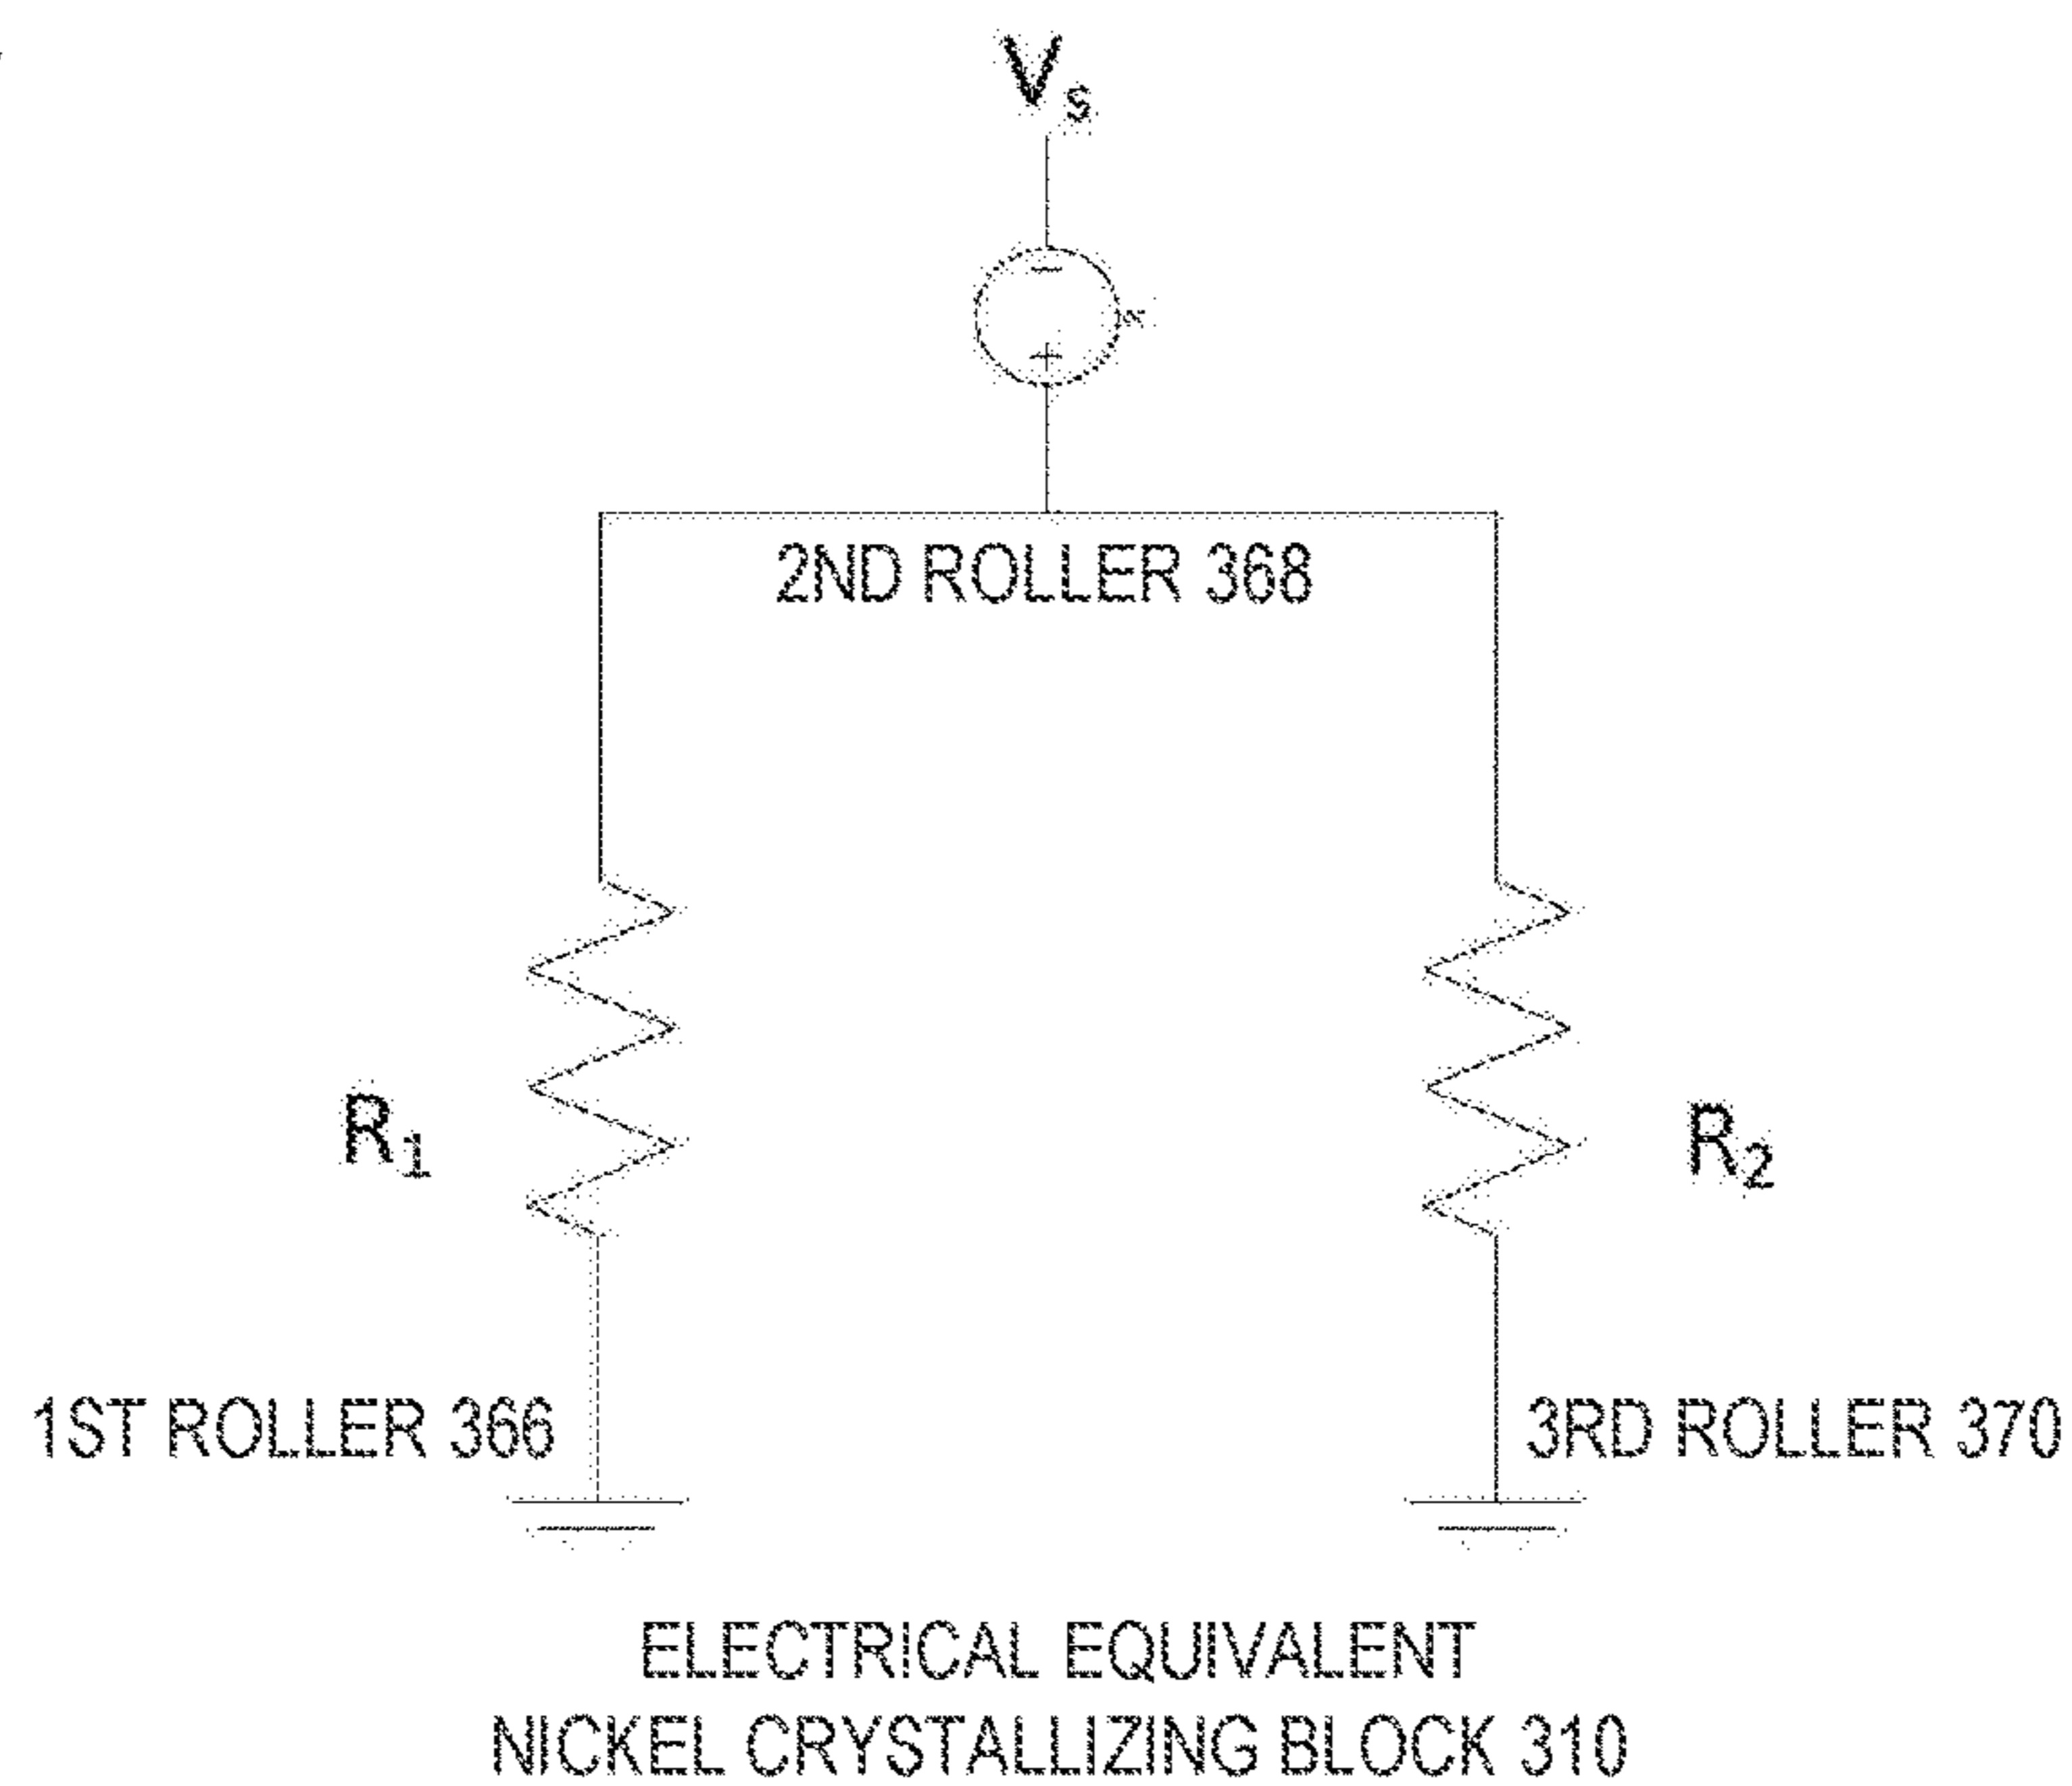 Vs
2ND ROLLER 368
R1
R2
1ST ROLLER 366
3RD ROLLER 370
ELECTRICAL EQUIVALENT
NICKEL CRYSTALLIZING BLOCK 310